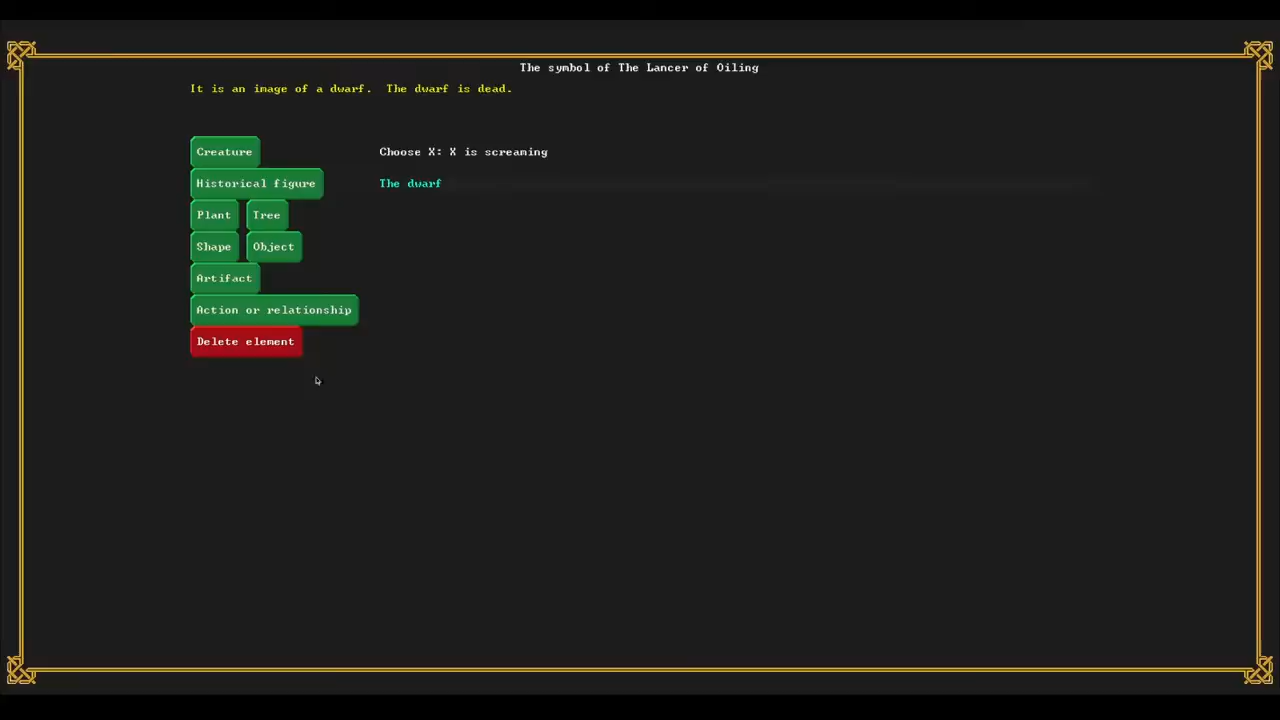 The symbol of The Lancer of Oiling
It is an image of a dwarf.  The dwarf is dead.
Creature
Choose X: X is screaming
Historical figure
The dwarf
Plant Tree
Shape Object
Artifact
Action or relationship
Delete element